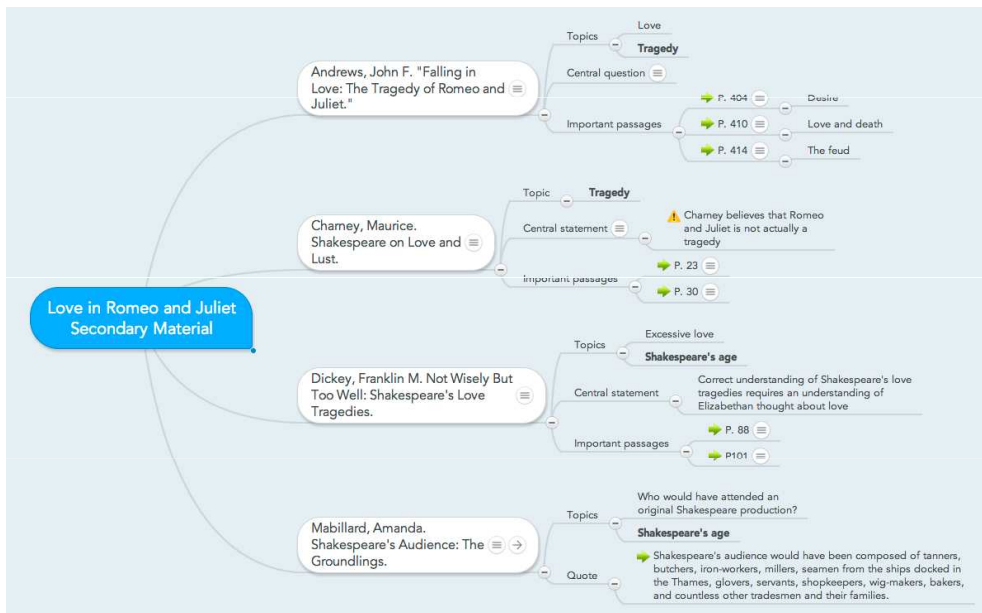 Love in Romeo and Juliet
Secondary Material
Andrews, John F. "Falling in
Love: The Tragedy of Romeo and
Juliet."
Topics
Love
Tragedy
Central question
Important passages
P. 404
Desire
P. 410
Love and death
P. 414
The feud
Charney, Maurice.
Shakespeare on Love and
Lust.
Topic
Tragedy
Central statement
Charney believes that Romeo
and Juliet is not actually a
tragedy
Important passages
P. 23
P. 30
Dickey, Franklin M. Not Wisely But
Too Well: Shakespeare's Love
Tragedies.
Topics
Excessive love
Shakespeare's age
Central statement
Correct understanding of Shakespeare's love
tragedies requires an understanding of
Elizabethan thought about love
Important passages
P. 88
P101
Mabillard, Amanda.
Shakespeare's Audience: The
Groundlings.
Topics
Who would have attended an
original Shakespeare production?
Shakespeare's age
Quote
Shakespeare's audience would have been composed of tanners,
butchers, iron-workers, millers, seamen from the ships docked in
the Thames, glovers, servants, shopkeepers, wig-makers, bakers,
and countless other tradesmen and their families.